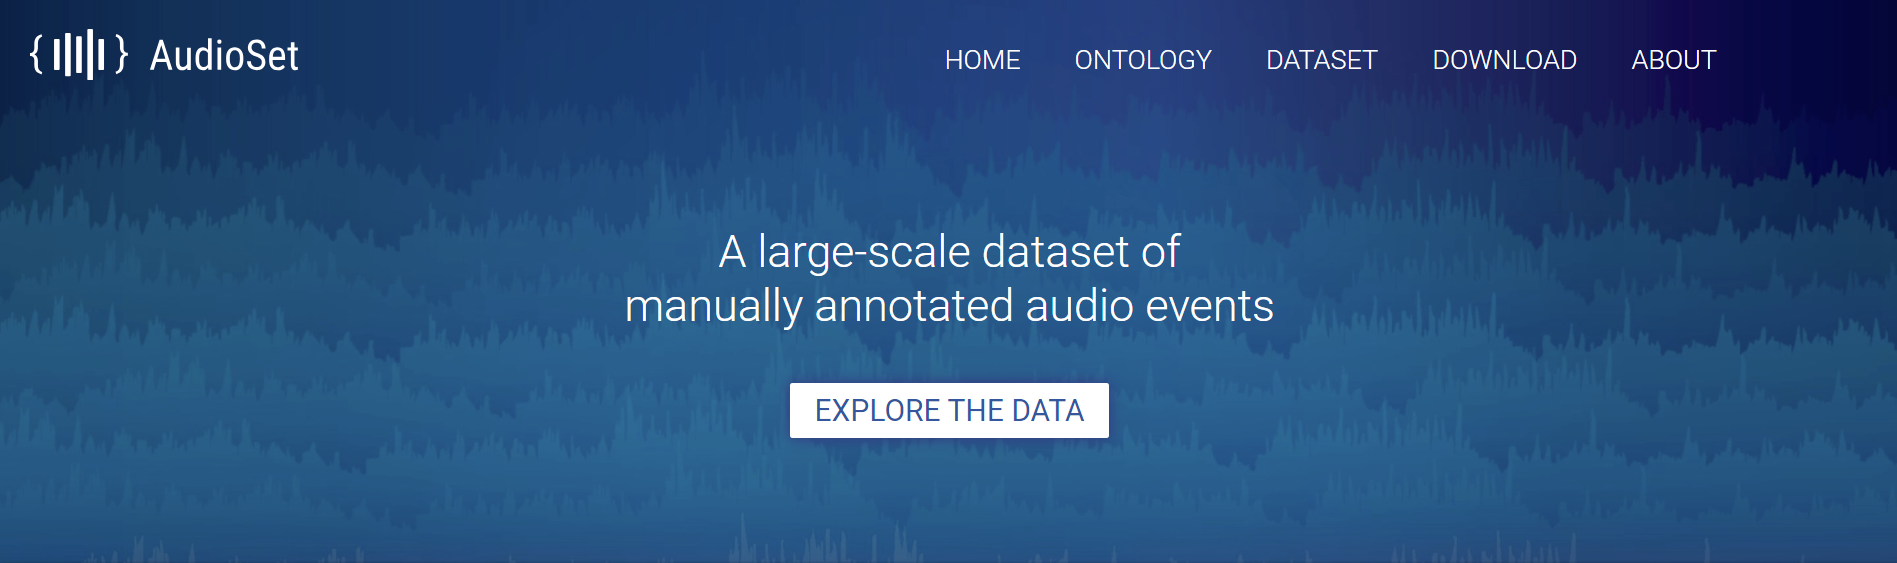 AudioSet
HOME ONTOLOGY DATASET DOWNLOAD ABOUT
A large-scale dataset of
manually annotated audio events
EXPLORE THE DATA